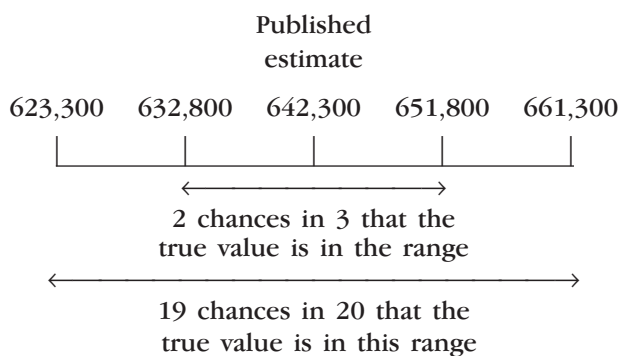 Published
estimate
623,300 632,800 642,300 651,800 661,300
2 chances in 3 that the
true value is in the range
19 chances in 20 that the
true value is in this range